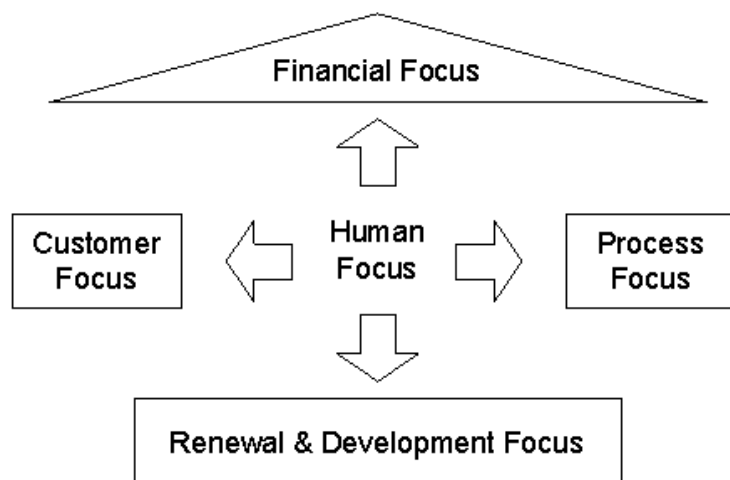 Financial Focus
Customer
Focus
Human
Focus
Process
Focus
Renewal & Development Focus